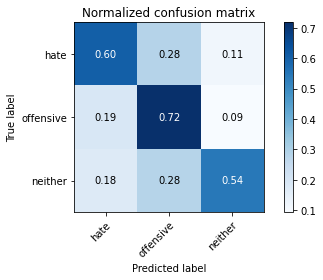 Normalized confusion matrix
hate 0.60 0.28 0.11
offensive 0.19 0.72 0.09
neither 0.18 0.28 0.54
hate offensive neither
True label
Predicted label
0.7
0.6
0.5
0.4
0.3
0.2
0.1